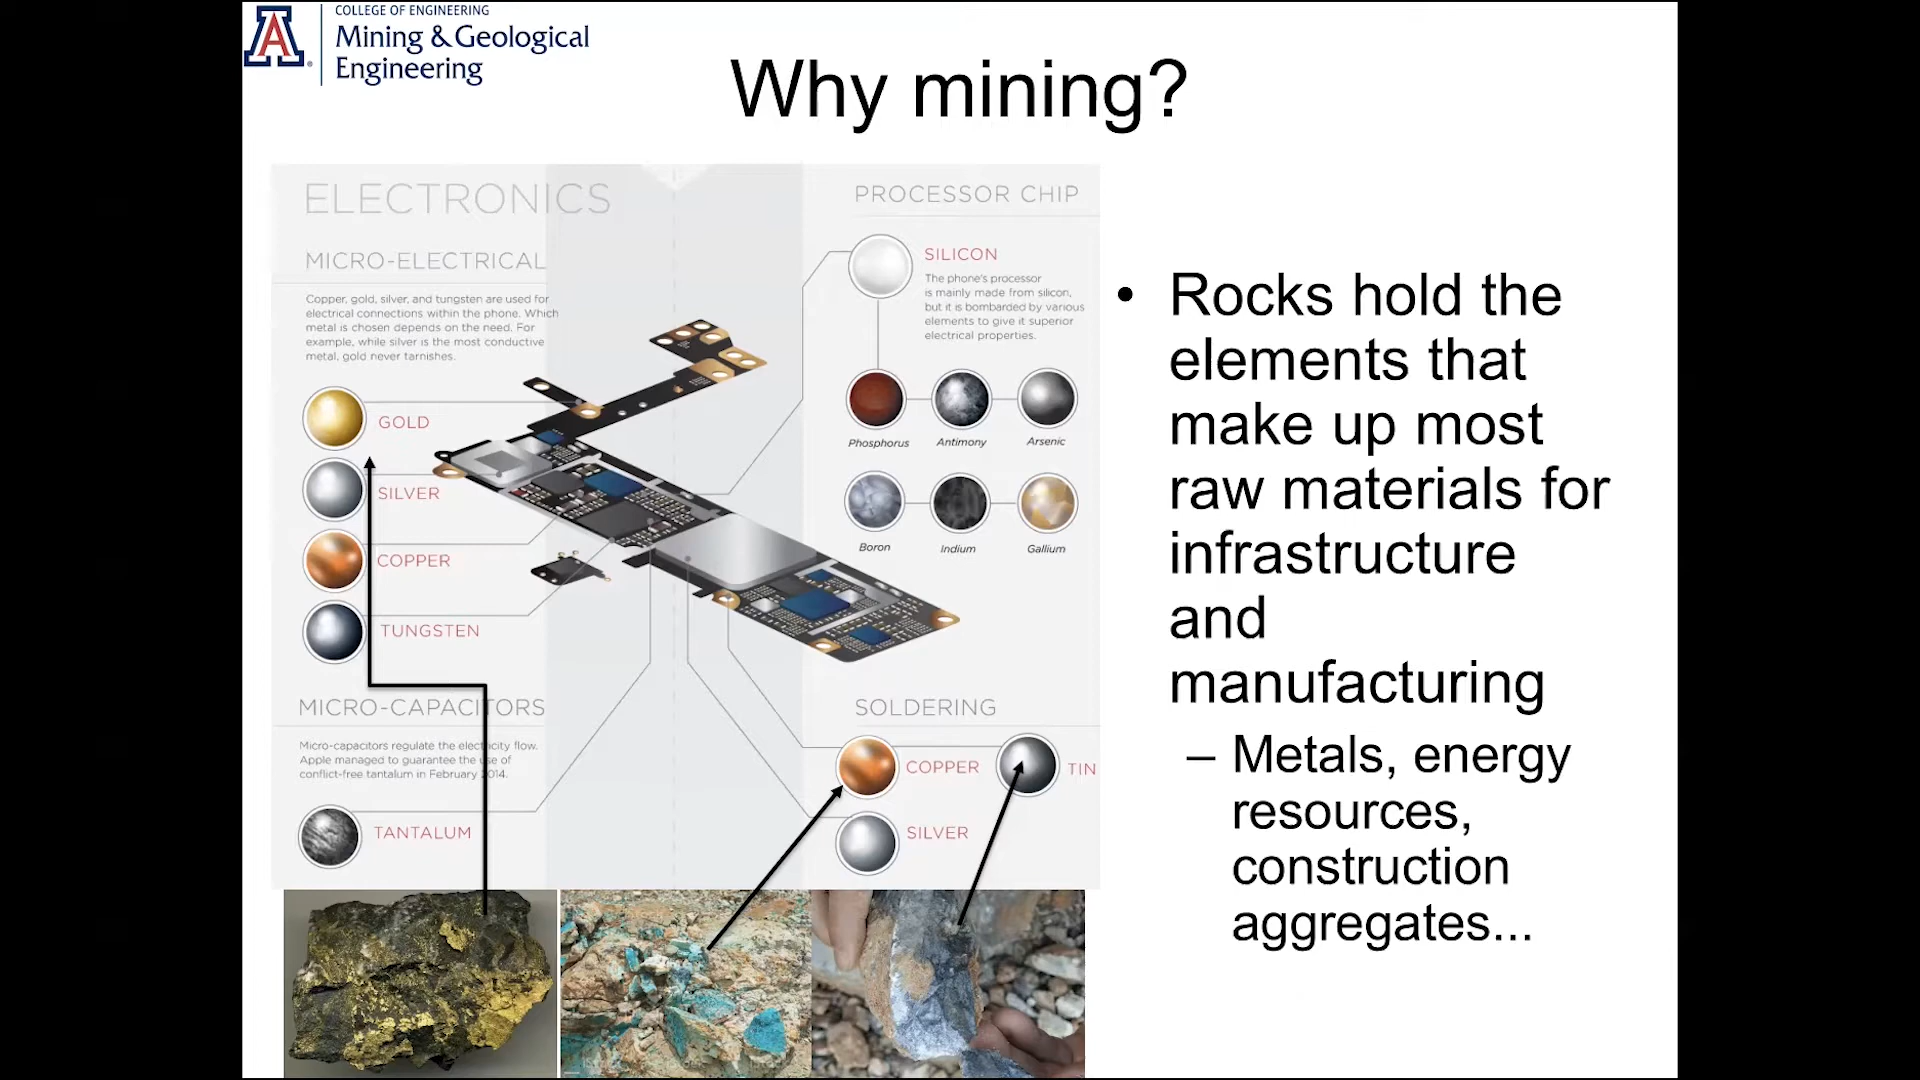 COLLEGE OF ENGINEERING
Mining & Geological
Engineering
Why mining?
ELECTRONICS
MICRO-ELECTRICAL
Copper, gold, silver, and tungsten are used for
electrical connections within the phone. Which
metal is chosen depends on the need. For
example, while silver is the most conductive
metal, gold never tarnishes.
GOLD
SILVER
COPPER
TUNGSTEN
MICRO-CAPACITORS
Micro-capacitors regulate the electricity flow.
Apple managed to guarantee the use of
conflict-free tantalum in February 2014.
TANTALUM
PROCESSOR CHIP
SILICON
The phone's processor
is mainly made from silicon,
but it is bombarded by various
elements to give it superior
electrical properties.
Phosphorus Antimony Arsenic
Boron Indium Gallium
SOLDERING
COPPER TIN
SILVER
• Rocks hold the
elements that
make up most
raw materials for
infrastructure
and
manufacturing
– Metals, energy
resources,
construction
aggregates...